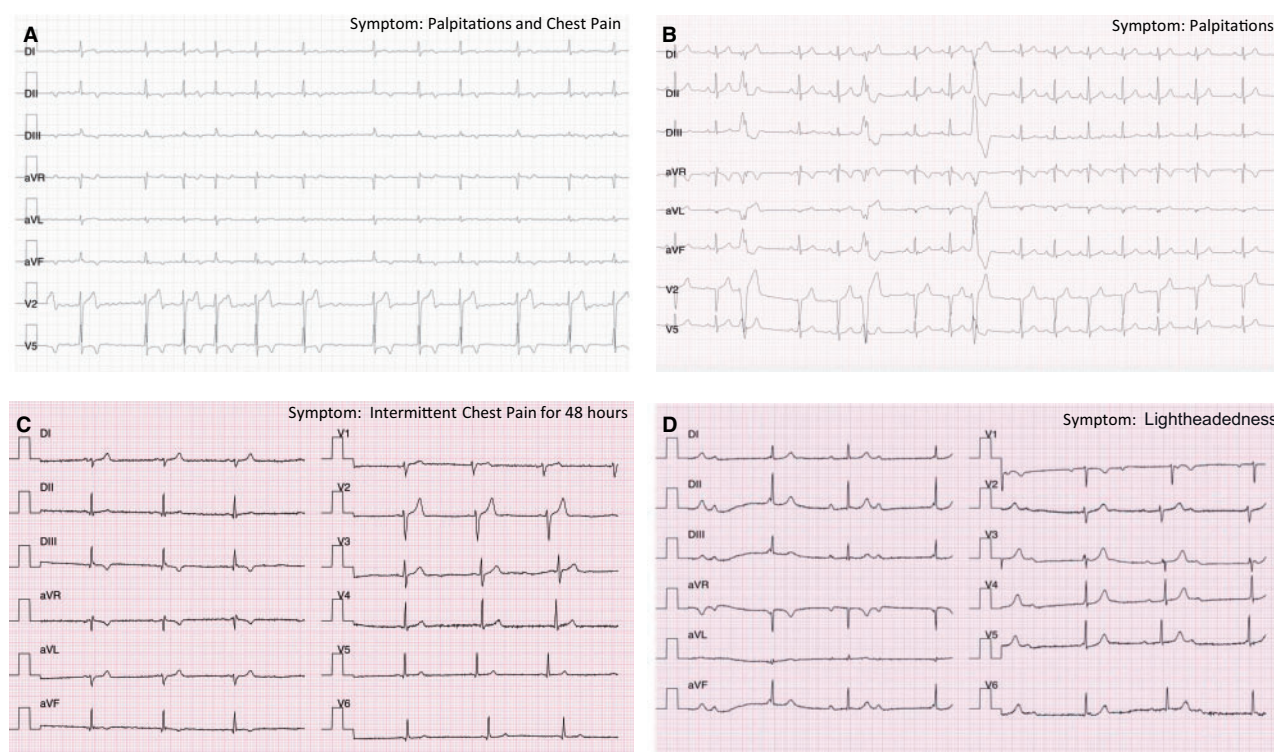 A
Symptom: Palpitations and Chest Pain
DI
DII
DIII
aVR
aVL
aVF
V2
V5
B
Symptom: Palpitations
DI
DII
DIII
aVR
aVL
aVF
V2
V5
C
Symptom: Intermittent Chest Pain for 48 hours
DI
V1
DII
V2
DIII
V3
aVR
V4
aVL
V5
aVF
V6
D
Symptom: Lightheadedness
DI
V1
DII
V2
DIII
V3
aVR
V4
aVL
V5
aVF
V6